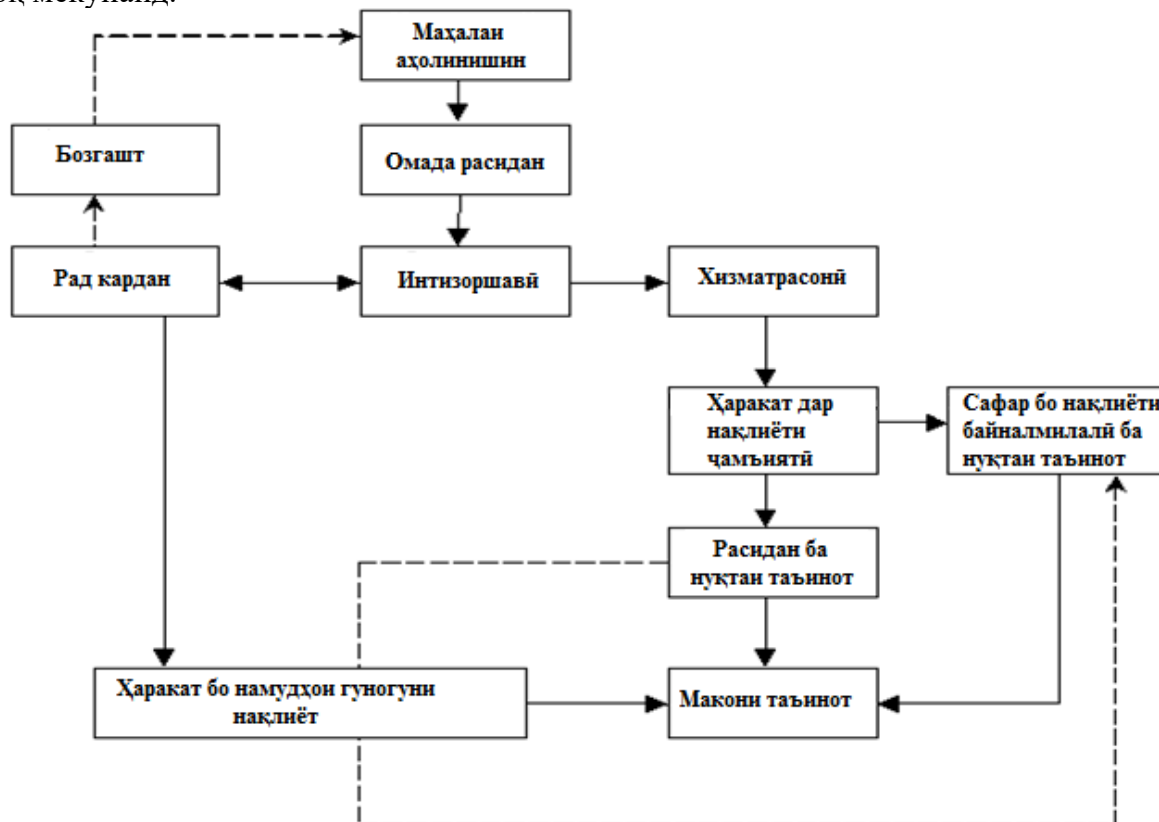 мекунанд.
Маҳалаи
аҳолинишин
Бозгашт
Омада расидан
Рад кардан
Интизоршавӣ
Хизматрасонӣ
Ҳаракат дар
нақлиёти
ҷамъиятӣ
Сафар бо нақлиёти
байналмилалӣ ба
нуқтаи таъинот
Расидан ба
нуқтаи таъинот
Ҳаракат бо намудҳои гуногуни
нақлиёт
Макони таъинот